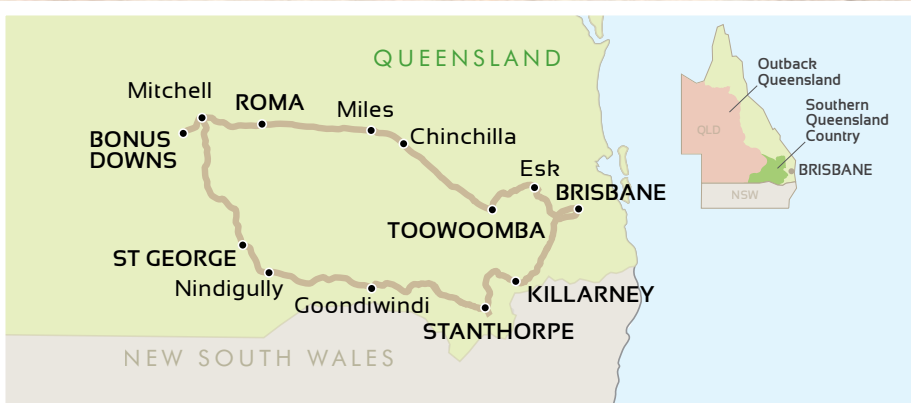 QUEENSLAND
Mitchell
ROMA
Miles
BONUS
DOWNS
Chinchilla
Esk
BRISBANE
TOOWOOMBA
ST GEORGE
Nindigully
Goondiwindi
KILLARNEY
STANTHORPE
NEW SOUTH WALES
Outback
Queensland
Southern
Queensland
Country
QLD
BRISBANE
NSW